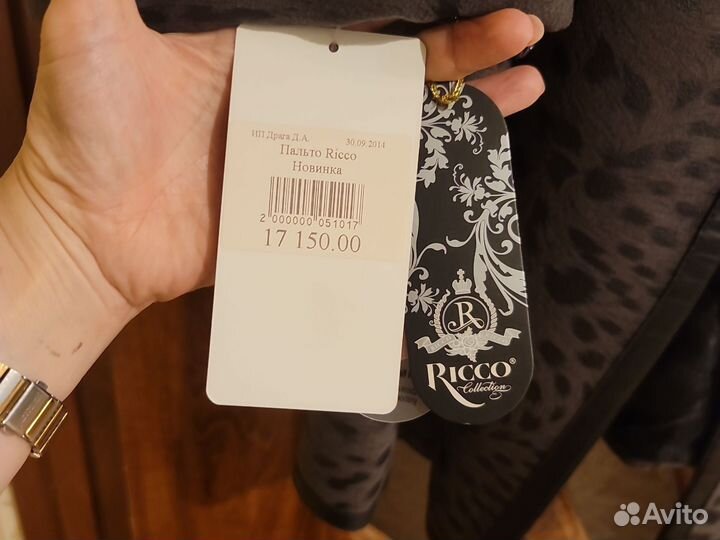 ИП Драга Д.А. 30.09.2014
Пальто Ricco
Новинка
2 000000 051017
17 150.00
R
RICCO®
Collection
Avito